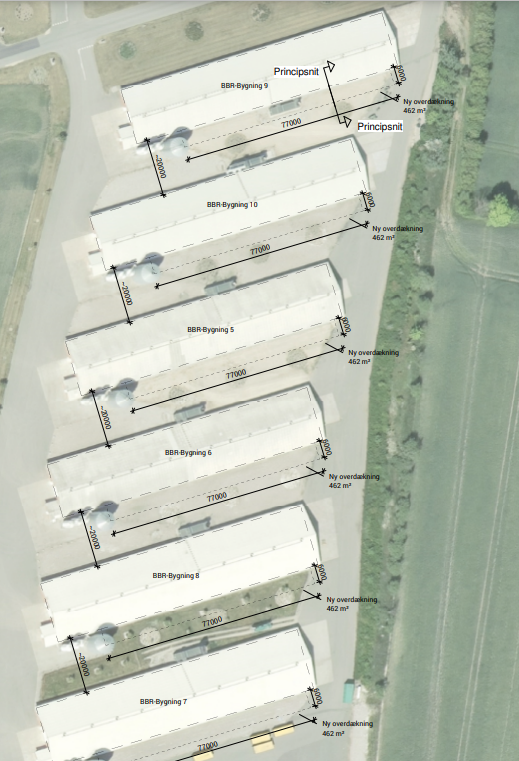 Principsnit
6000
BBR-Bygning 9
Ny overdækning
462 m²
77000
Principsnit
~20000
6000
BBR-Bygning 10
Ny overdækning
462 m²
77000
~20000
6000
BBR-Bygning 5
Ny overdækning
462 m²
77000
~20000
6000
BBR-Bygning 6
Ny overdækning
462 m²
77000
~20000
6000
BBR-Bygning 8
Ny overdækning
462 m²
77000
~20000
6000
BBR-Bygning 7
Ny overdækning
462 m²
77000